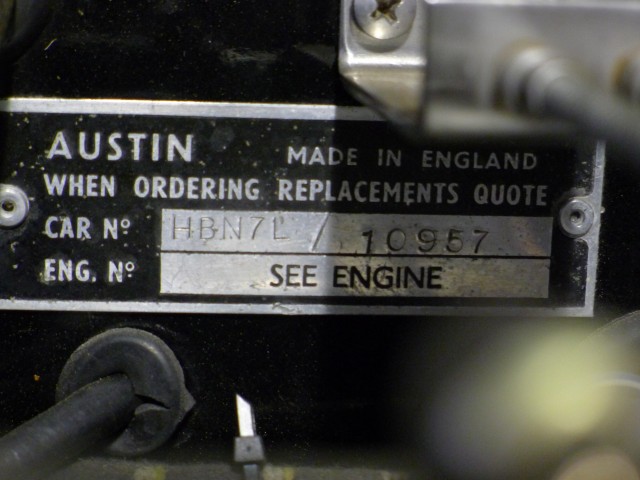 AUSTIN MADE IN ENGLAND
WHEN ORDERING REPLACEMENTS QUOTE
CAR Nº HBN7L / 10957
ENG. Nº SEE ENGINE